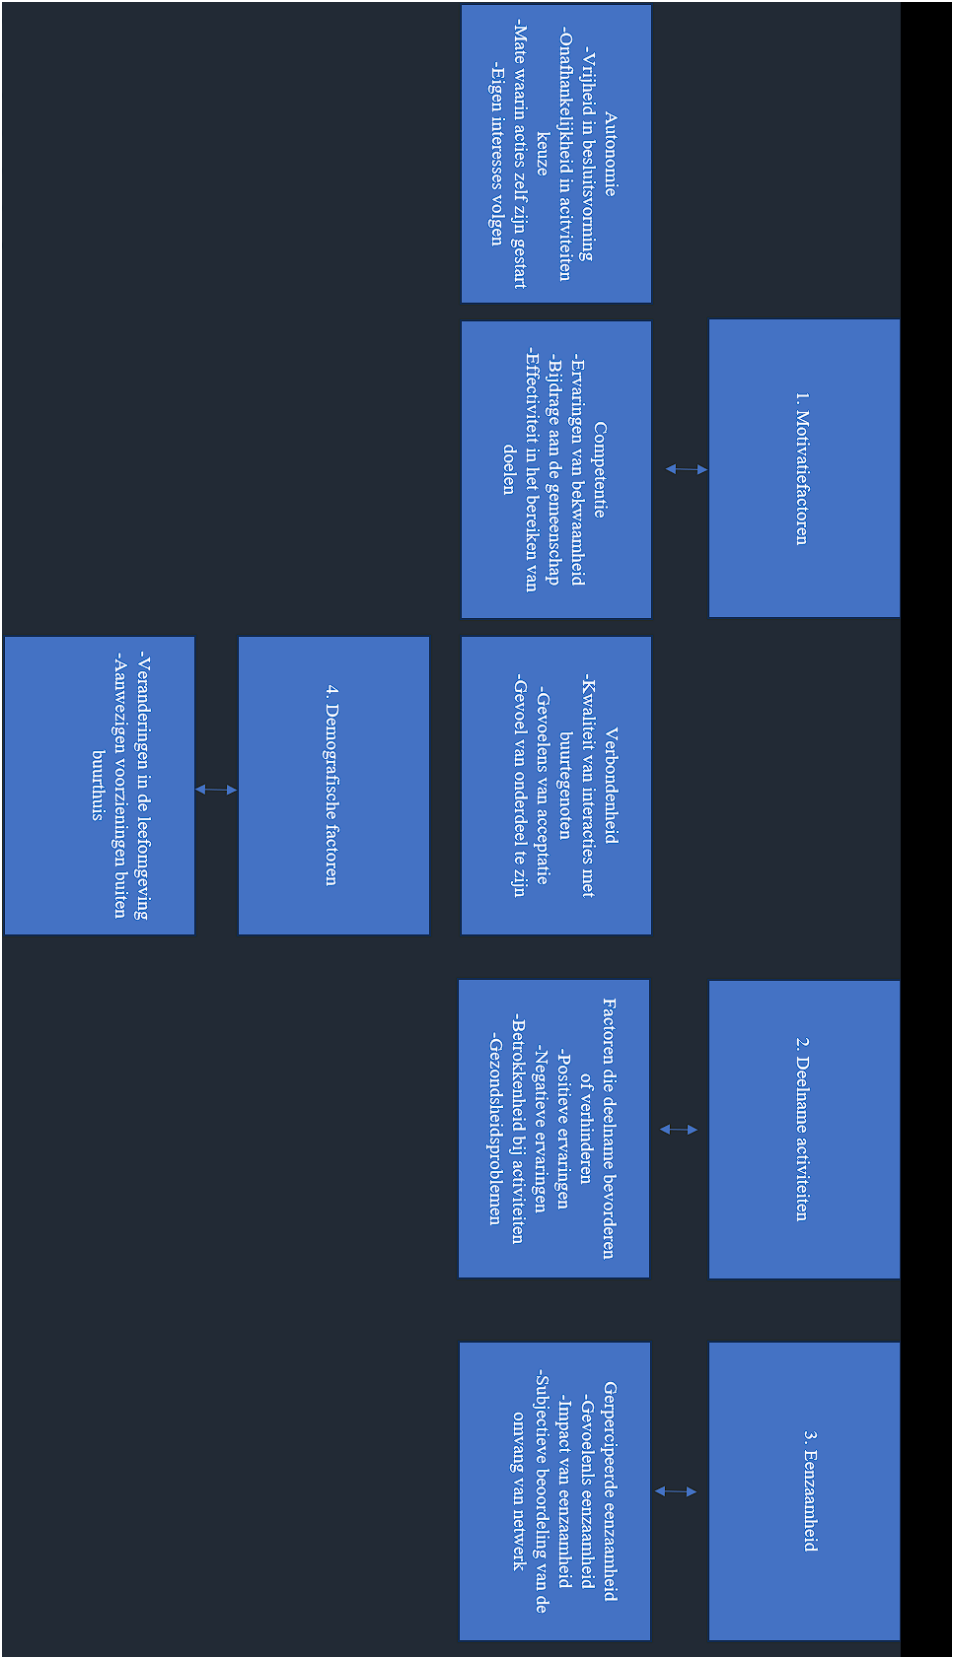 1. Motivatiefactoren
2. Deelname activiteiten
3. Eenzaamheid
Autonomie
-Vrijheid in besluitsvorming
-Onafhankelijkheid in acitviteiten
keuze
-Mate waarin acties zelf zijn gestart
-Eigen interesses volgen
Competentie
-Ervaringen van bekwaamheid
-Bijdrage aan de gemeenschap
-Effectiviteit in het bereiken van
doelen
Verbondenheid
-Kwaliteit van interacties met
buurtegenoten
-Gevoelens van acceptatie
-Gevoel van onderdeel te zijn
Factoren die deelname bevorderen
of verhinderen
-Positieve ervaringen
-Negatieve ervaringen
-Betrokkenheid bij activiteiten
-Gezondsheidsproblemen
Gerpercipeerde eenzaamheid
-Gevoelenls eenzaamheid
-Impact van eenzaamheid
-Subjectieve beoordeling van de
omvang van netwerk
4. Demografische factoren
-Veranderingen in de leefomgeving
-Aanwezigen voorzieningen buiten
buurthuis